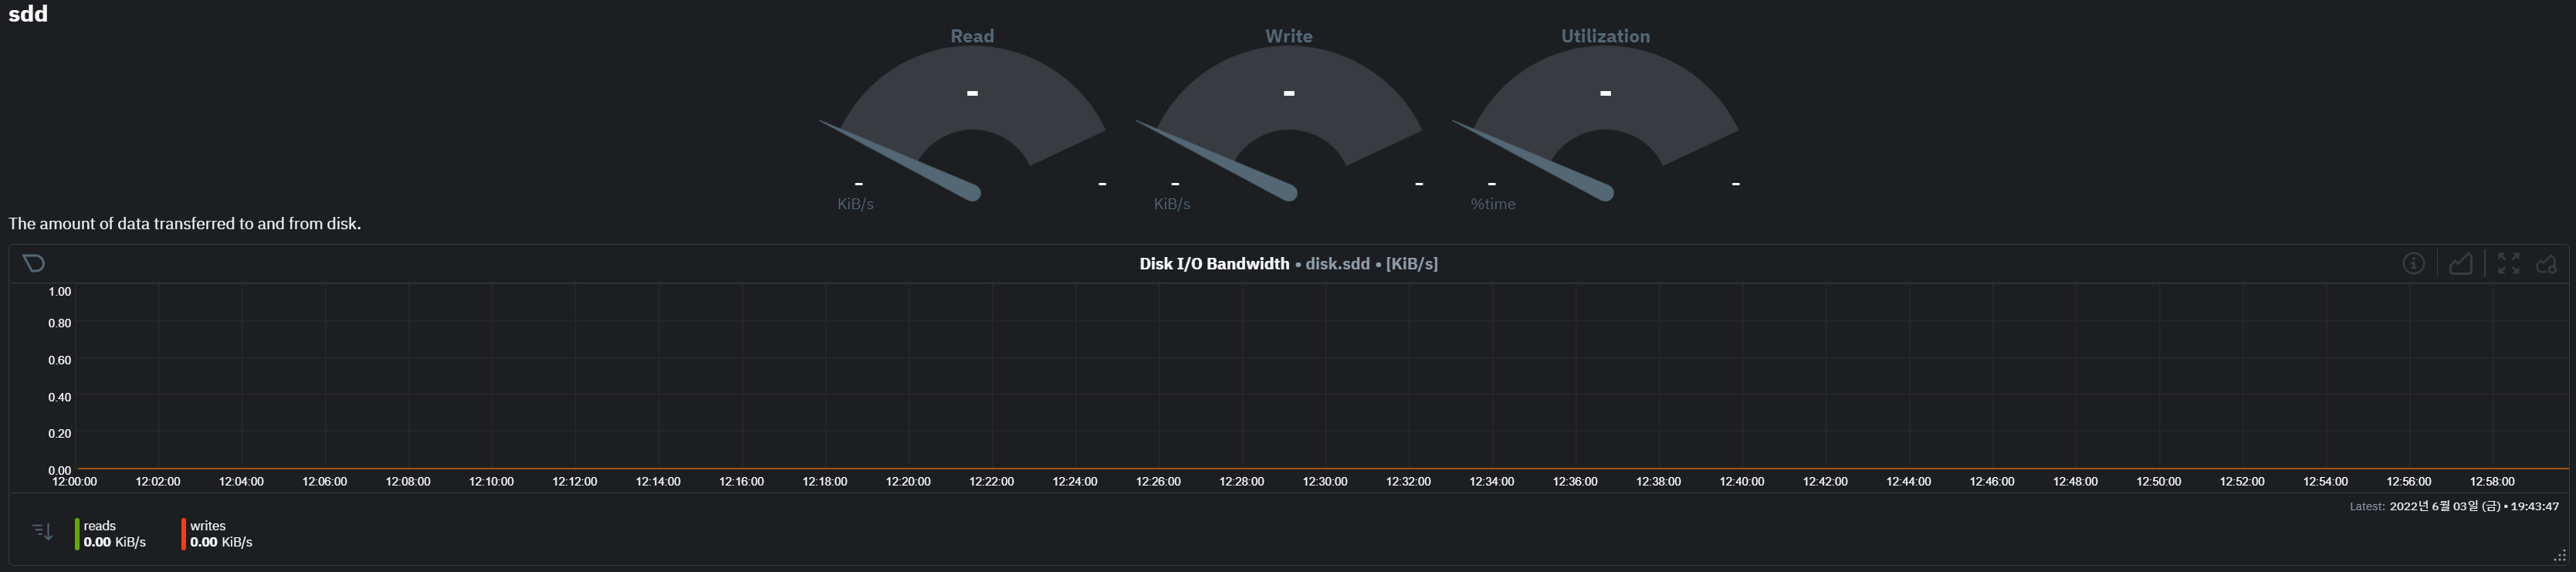 sdd
Read Write Utilization
- - -
- - - - - -
KiB/s KiB/s %time
The amount of data transferred to and from disk.
Disk I/O Bandwidth • disk.sdd • [KiB/s]
1.00
0.80
0.60
0.40
0.20
0.00
12:00:00 12:02:00 12:04:00 12:06:00 12:08:00 12:10:00 12:12:00 12:14:00 12:16:00 12:18:00 12:20:00 12:22:00 12:24:00 12:26:00 12:28:00 12:30:00 12:32:00 12:34:00 12:36:00 12:38:00 12:40:00 12:42:00 12:44:00 12:46:00 12:48:00 12:50:00 12:52:00 12:54:00 12:56:00 12:58:00
Latest: 2022년 6월 03일 (금) • 19:43:47
reads writes
0.00 KiB/s 0.00 KiB/s